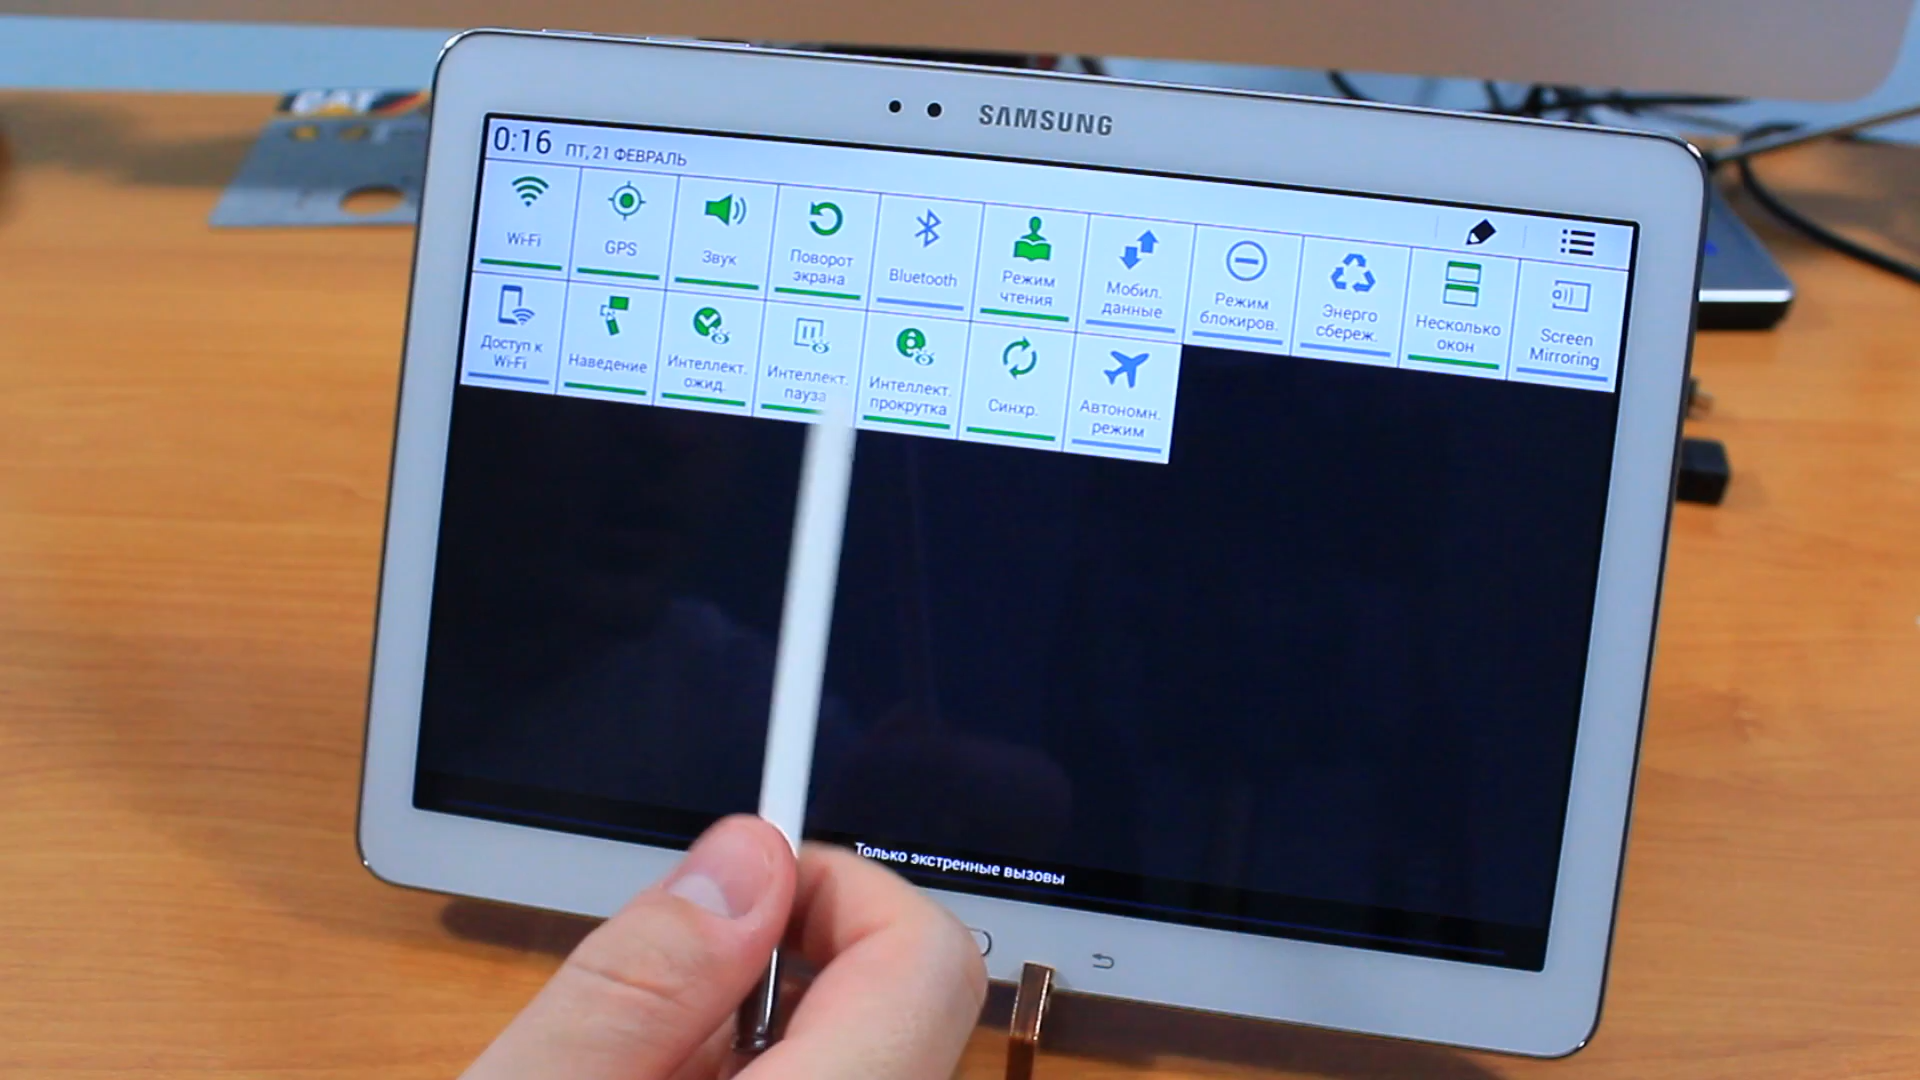 CAT
SAMSUNG
0:16 ПТ, 21 ФЕВРАЛЬ
Wi-Fi
GPS
Звук
Поворот
экрана
Bluetooth
Режим
чтения
Мобил.
данные
Режим
блокиров.
Энерго
сбереж.
Несколько
окон
Screen
Mirroring
Доступ к
Wi-Fi
Наведение
Интеллект.
ожид.
Интеллект.
пауза
Интеллект.
прокрутка
Синхр.
Автономн.
режим
Только экстренные вызовы